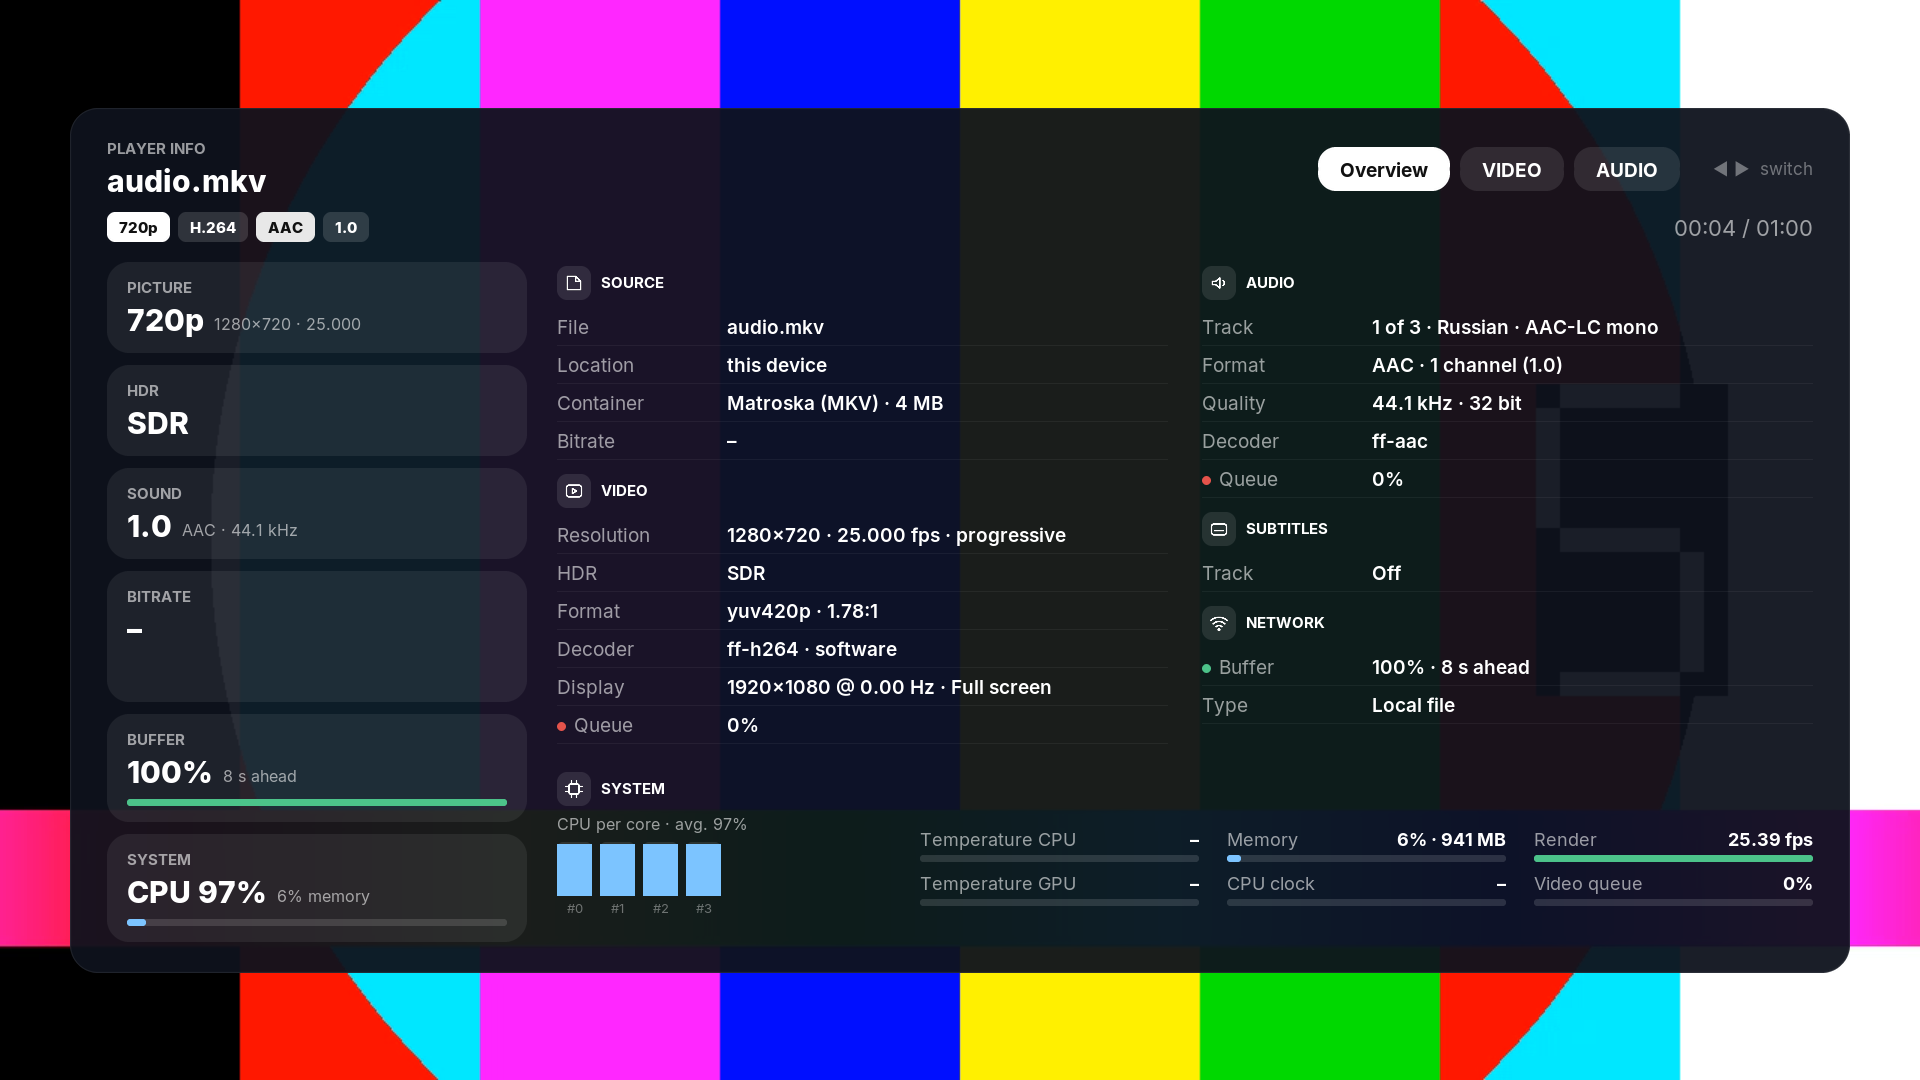 PLAYER INFO
audio.mkv
720p H.264 AAC 1.0
Overview VIDEO AUDIO ◀ ▶ switch
00:04 / 01:00
PICTURE
720p 1280×720 · 25.000
HDR
SDR
SOUND
1.0 AAC · 44.1 kHz
BITRATE
–
BUFFER
100% 8 s ahead
SYSTEM
CPU 97% 6% memory
SOURCE
File audio.mkv
Location this device
Container Matroska (MKV) · 4 MB
Bitrate –
VIDEO
Resolution 1280×720 · 25.000 fps · progressive
HDR SDR
Format yuv420p · 1.78:1
Decoder ff-h264 · software
Display 1920×1080 @ 0.00 Hz · Full screen
Queue 0%
AUDIO
Track 1 of 3 · Russian · AAC-LC mono
Format AAC · 1 channel (1.0)
Quality 44.1 kHz · 32 bit
Decoder ff-aac
Queue 0%
SUBTITLES
Track Off
NETWORK
Buffer 100% · 8 s ahead
Type Local file
SYSTEM
CPU per core · avg. 97%
#0 #1 #2 #3
Temperature CPU –
Temperature GPU –
Memory 6% · 941 MB
CPU clock –
Render 25.39 fps
Video queue 0%